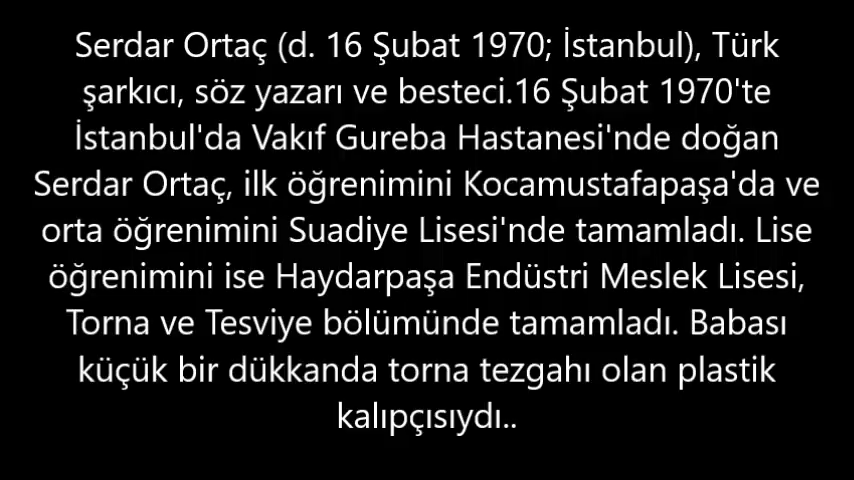 Serdar Ortaç (d. 16 Şubat 1970; İstanbul), Türk
şarkıcı, söz yazarı ve besteci.16 Şubat 1970'te
İstanbul'da Vakıf Gureba Hastanesi'nde doğan
Serdar Ortaç, ilk öğrenimini Kocamustafapaşa'da ve
orta öğrenimini Suadiye Lisesi'nde tamamladı. Lise
öğrenimini ise Haydarpaşa Endüstri Meslek Lisesi,
Torna ve Tesviye bölümünde tamamladı. Babası
küçük bir dükkanda torna tezgahı olan plastik
kalıpçısıydı..